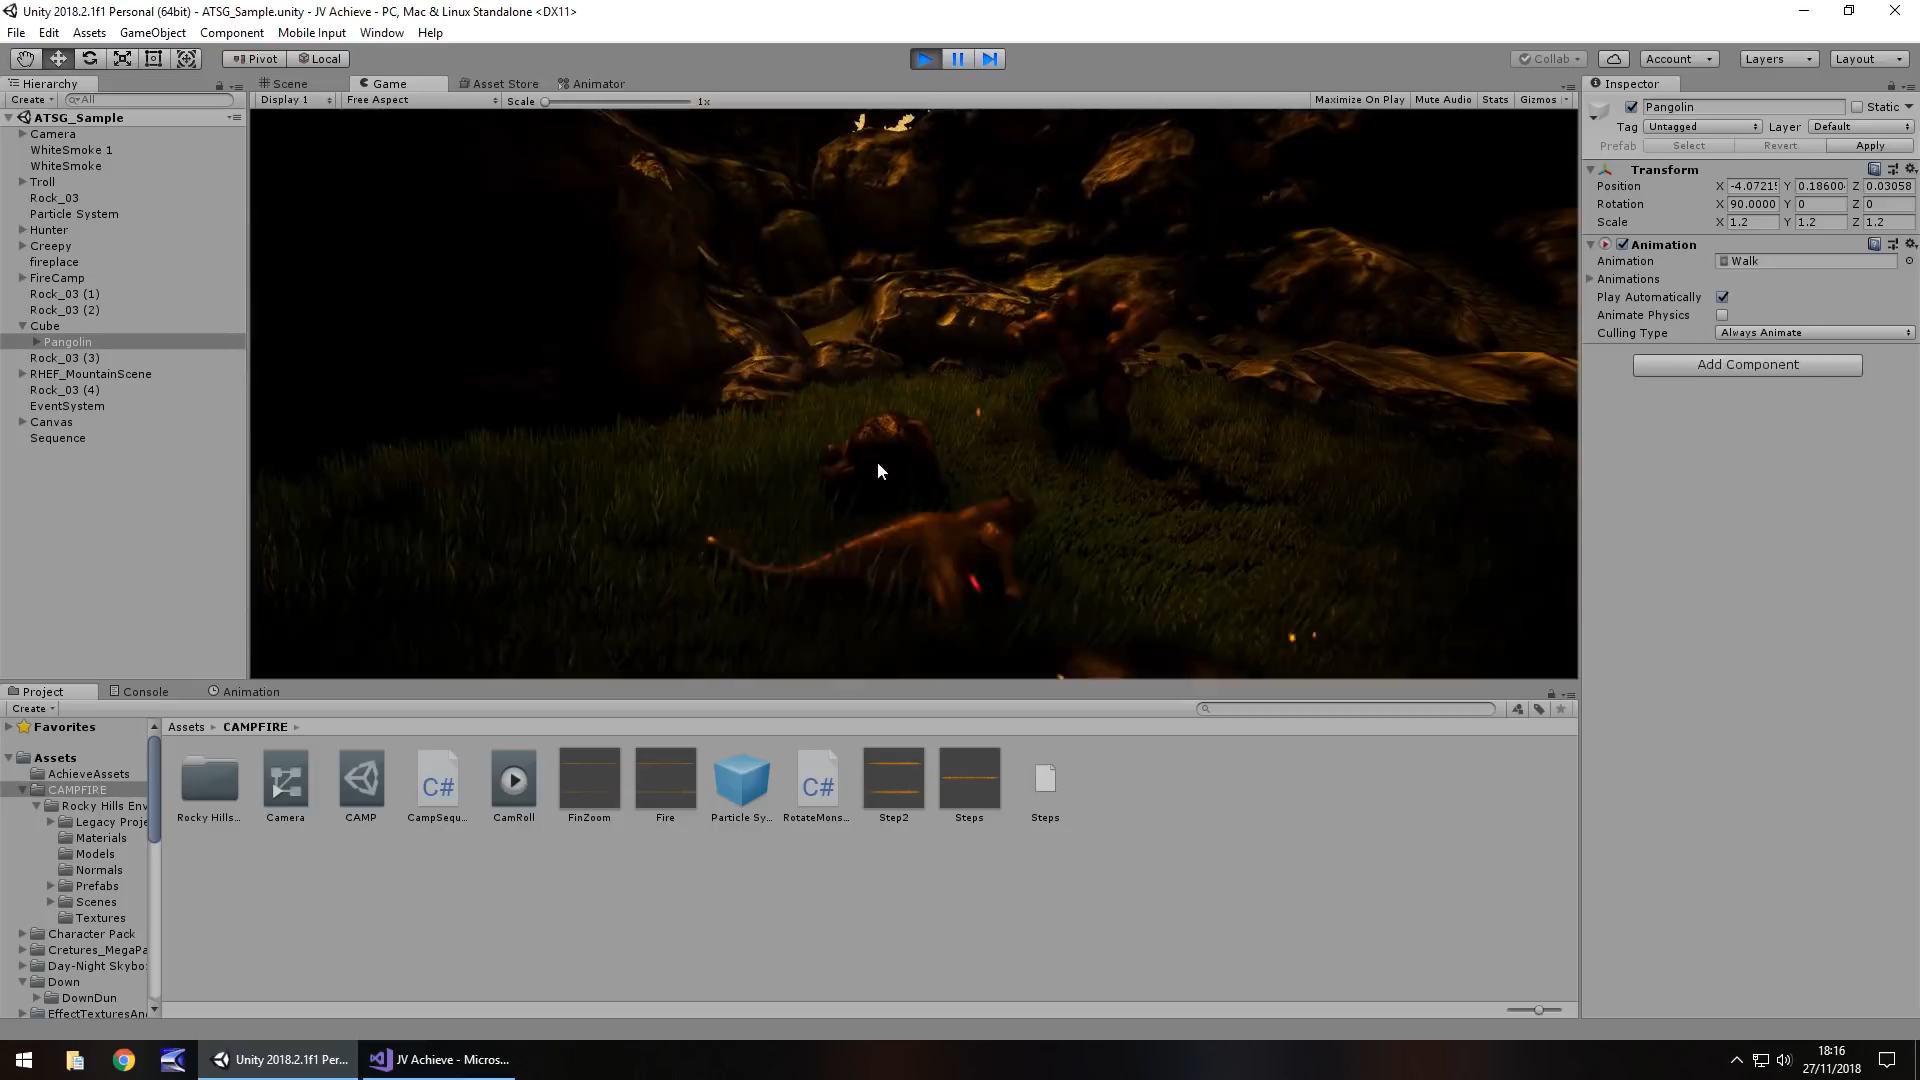 Unity 2018.2.1f1 Personal (64bit) - ATSG_Sample.unity - JV Achieve - PC, Mac & Linux Standalone <DX11>
File Edit Assets GameObject Component Mobile Input Window Help
Pivot Local Collab Account Layers Layout
Hierarchy Scene Game Asset Store Animator Inspector
Create All Display 1 Free Aspect Scale 1x Maximize On Play Mute Audio Stats Gizmos
ATSG_Sample
Camera
WhiteSmoke 1
WhiteSmoke
Troll
Rock_03
Particle System
Hunter
Creepy
fireplace
FireCamp
Rock_03 (1)
Rock_03 (2)
Cube
Pangolin
Rock_03 (3)
RHEF_MountainScene
Rock_03 (4)
EventSystem
Canvas
Sequence
Pangolin Static
Tag Untagged Layer Default
Prefab Select Revert Apply
Transform
Position X -4.0721 Y 0.1860 Z 0.03058
Rotation X 90.0000 Y 0 Z 0
Scale X 1.2 Y 1.2 Z 1.2
Animation
Animation Walk
Animations
Play Automatically
Animate Physics
Culling Type Always Animate
Add Component
Project Console Animation
Create
Favorites
Assets
AchieveAssets
CAMPFIRE
Rocky Hills Env
Legacy Proje
Materials
Models
Normals
Prefabs
Scenes
Textures
Character Pack
Cretures_MegaPa
Day-Night Skybo
Down
DownDun
EffectTexturesAn
Assets CAMPFIRE
C# C#
Rocky Hills... Camera CAMP CampSequ... CamRoll FinZoom Fire Particle Sy... RotateMons... Step2 Steps Steps
Unity 2018.2.1f1 Per... JV Achieve - Micros...
18:16
27/11/2018